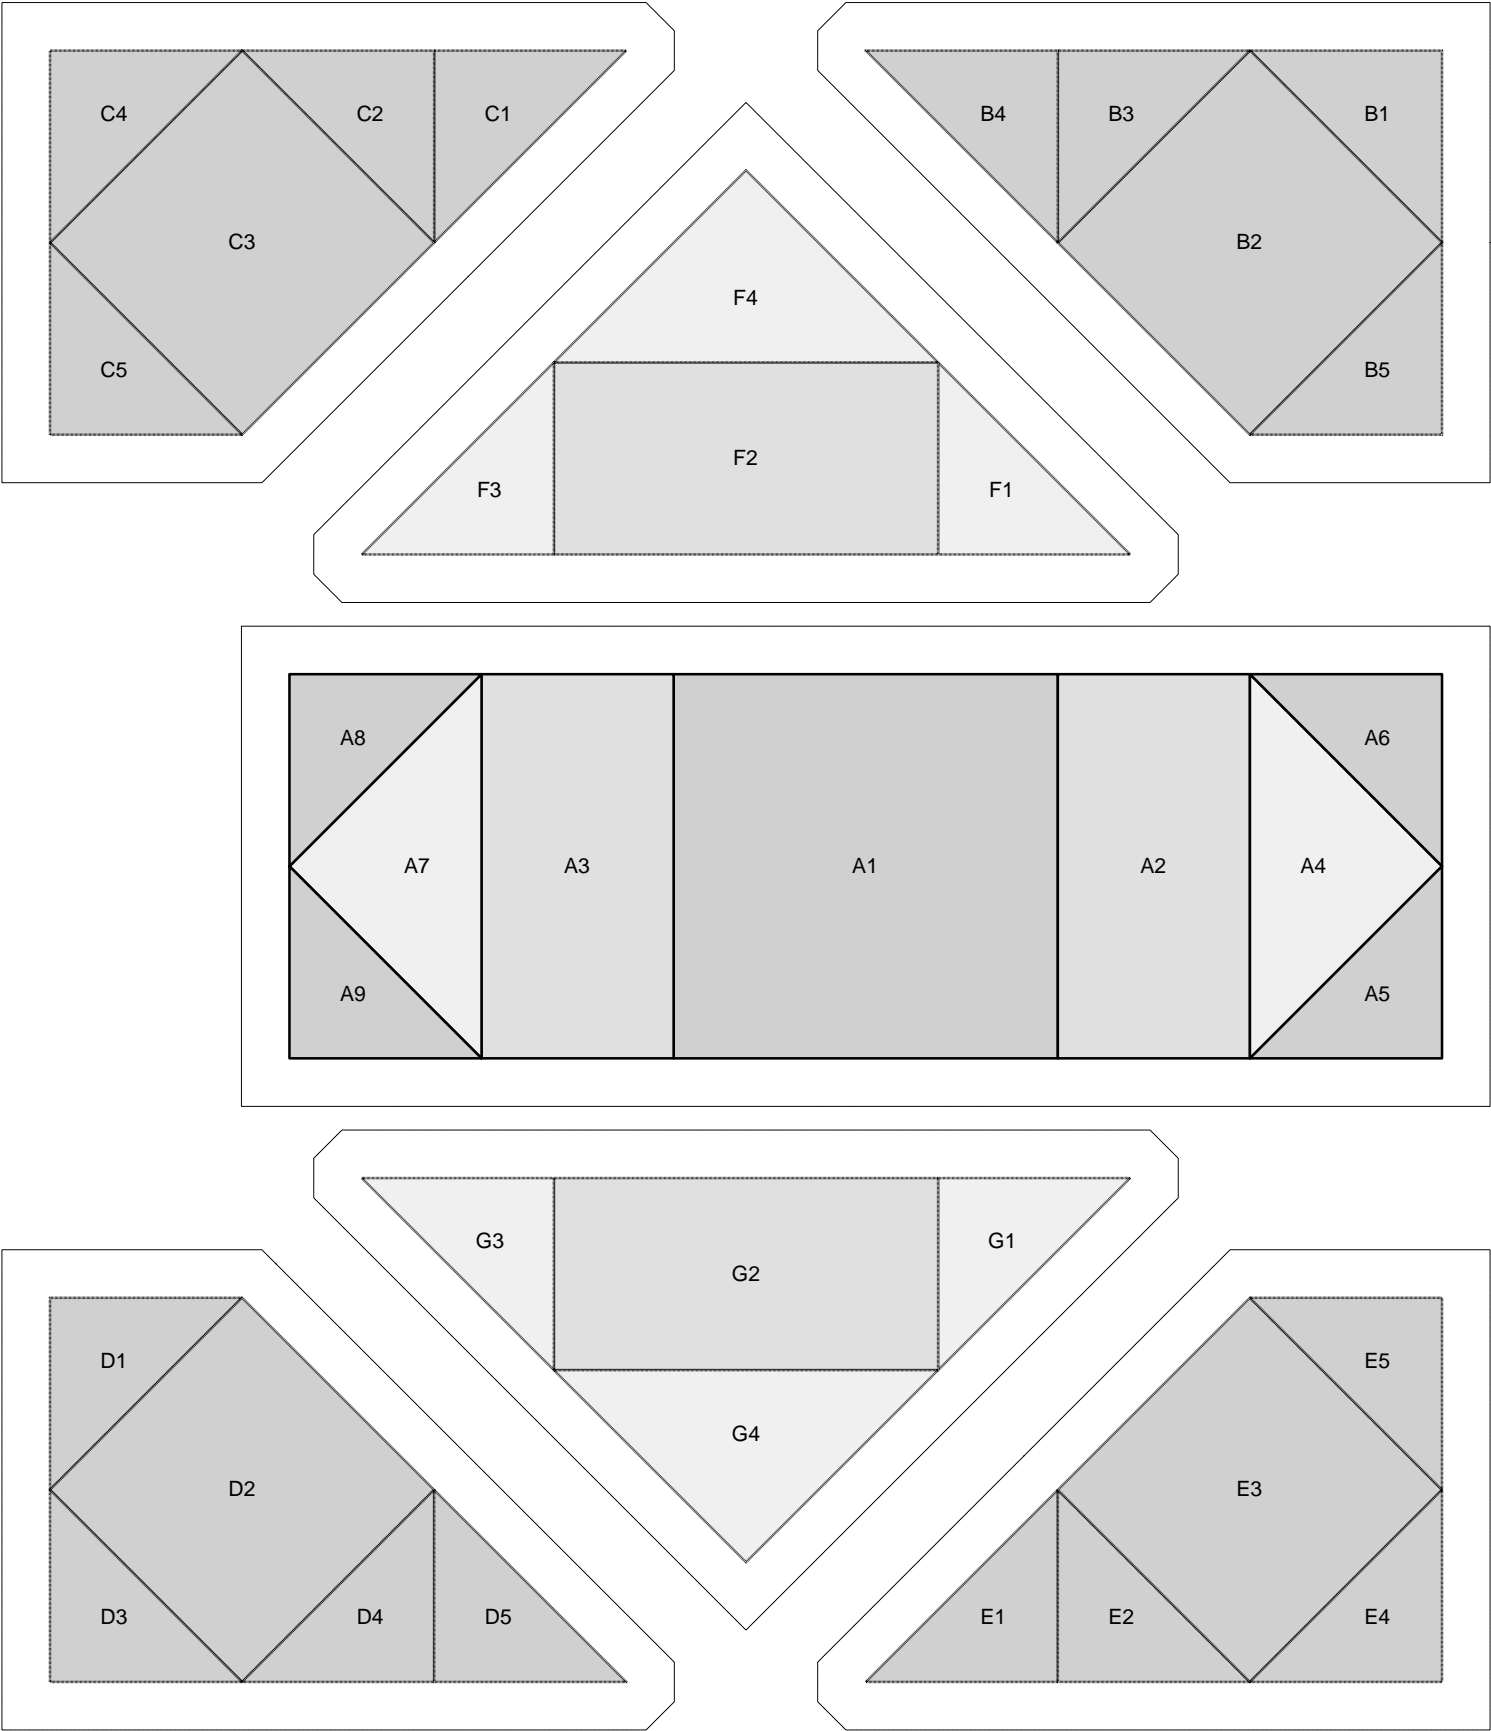 C4 C2 C1 B4 B3 B1
C3 B2
F4
C5 B5
F2
F3 F1
A8 A6
A7 A3 A1 A2 A4
A9 A5
G3 G1
G2
D1 E5
G4
D2 E3
D3 D4 D5 E1 E2 E4